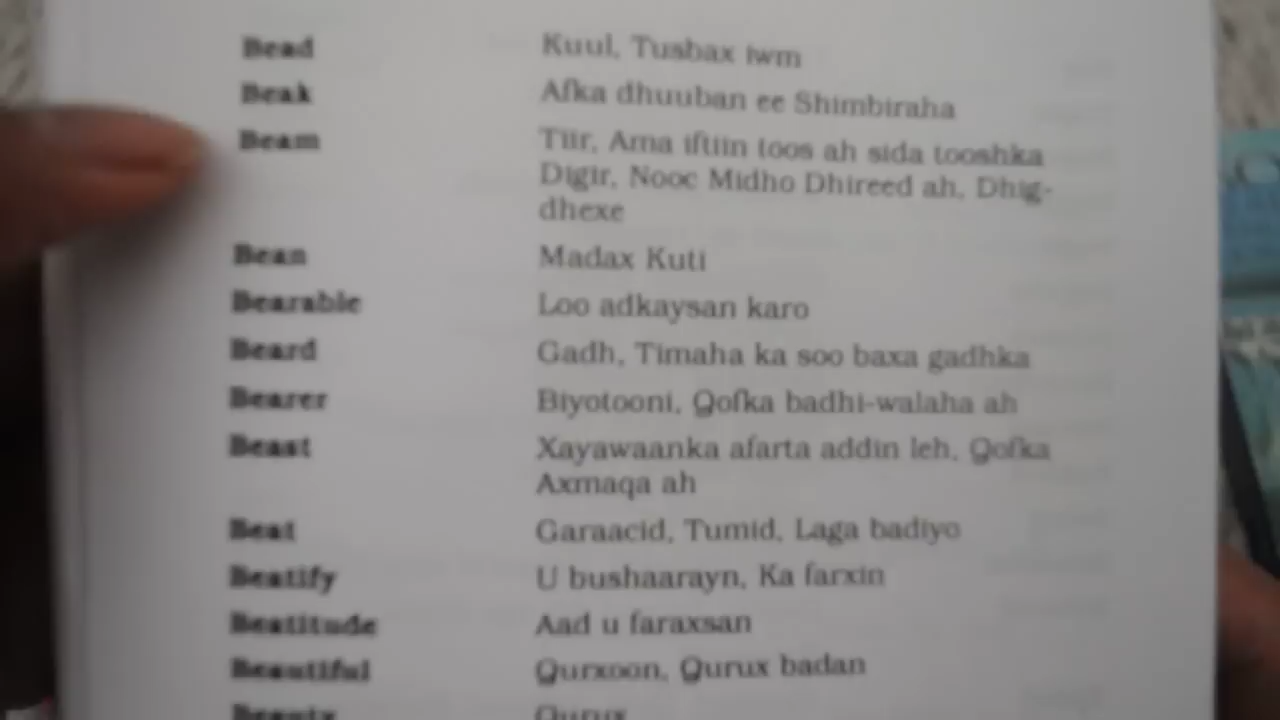 Bead Kuul, Tusbax iwm
Beak Afka dhuuban ee Shimbiraha
Beam Tiir, Ama iftiin toos ah sida tooshka
Digir, Nooc Midho Dhireed ah, Dhig-
dhexe
Bean Madax Kuti
Bearable Loo adkaysan karo
Beard Gadh, Timaha ka soo baxa gadhka
Bearer Biyotooni, Qofka badhi-walaha ah
Beast Xayawaanka afarta addin leh, Qofka
Axmaqa ah
Beat Garaacid, Tumid, Laga badiyo
Beatify U bushaarayn, Ka farxin
Beatitude Aad u faraxsan
Beautiful Qurxoon, Qurux badan
Beauty Qurux